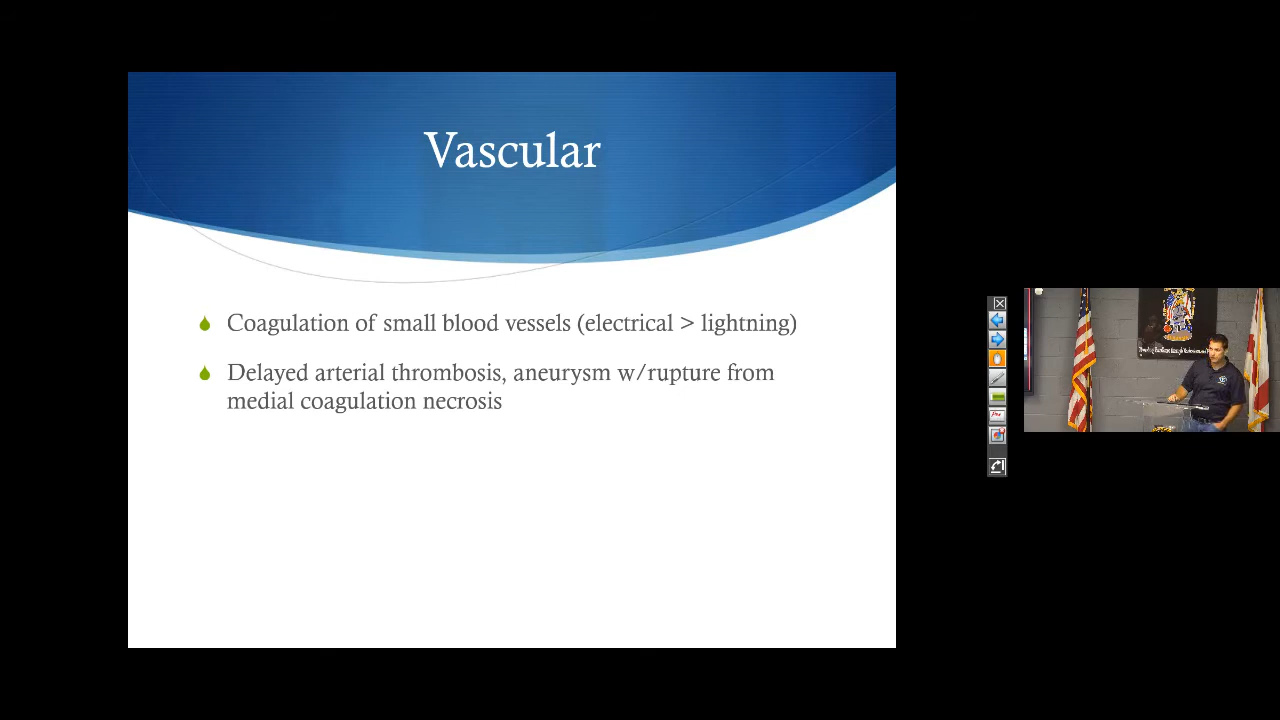 Vascular
Coagulation of small blood vessels (electrical > lightning)
Delayed arterial thrombosis, aneurysm w/rupture from
medial coagulation necrosis